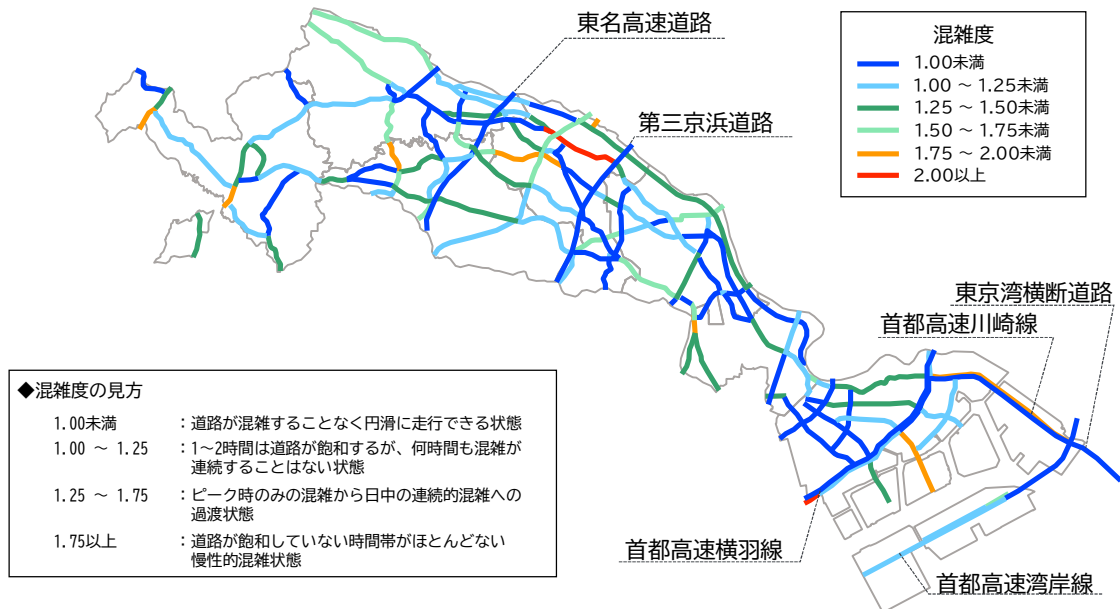 東名高速道路
第三京浜道路
混雑度
1.00未満
1.00 ～ 1.25未満
1.25 ～ 1.50未満
1.50 ～ 1.75未満
1.75 ～ 2.00未満
2.00以上
東京湾横断道路
首都高速川崎線
◆混雑度の見方
1.00未満 ：道路が混雑することなく円滑に走行できる状態
1.00 ～ 1.25 ：1～2時間は道路が飽和するが、何時間も混雑が
連続することはない状態
1.25 ～ 1.75 ：ピーク時のみの混雑から日中の連続的混雑への
過渡状態
1.75以上 ：道路が飽和していない時間帯がほとんどない
慢性的混雑状態
首都高速横羽線
首都高速湾岸線